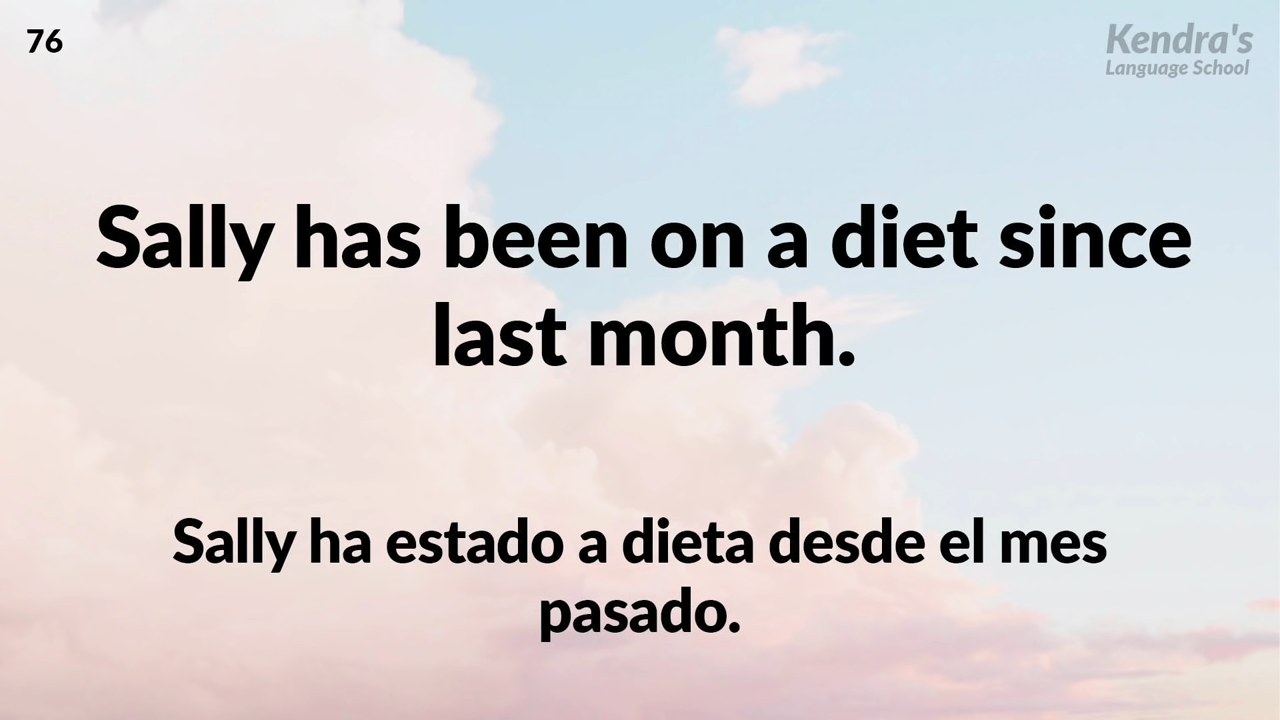 76
Kendra's
Language School
Sally has been on a diet since
last month.
Sally ha estado a dieta desde el mes
pasado.